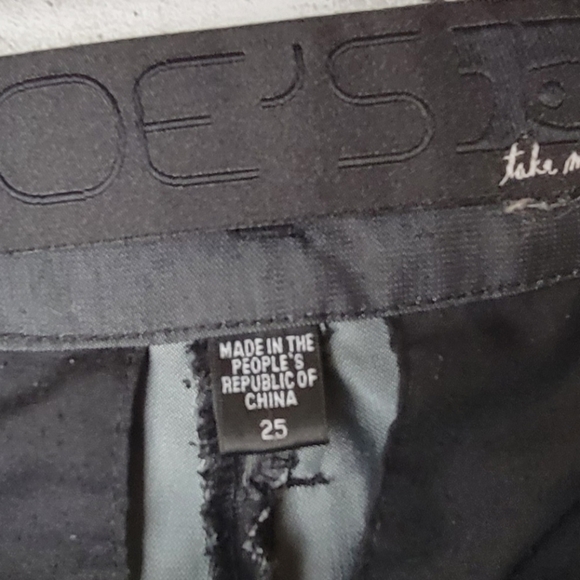 OE'S
take
MADE IN THE
PEOPLE'S
REPUBLIC OF
CHINA
25